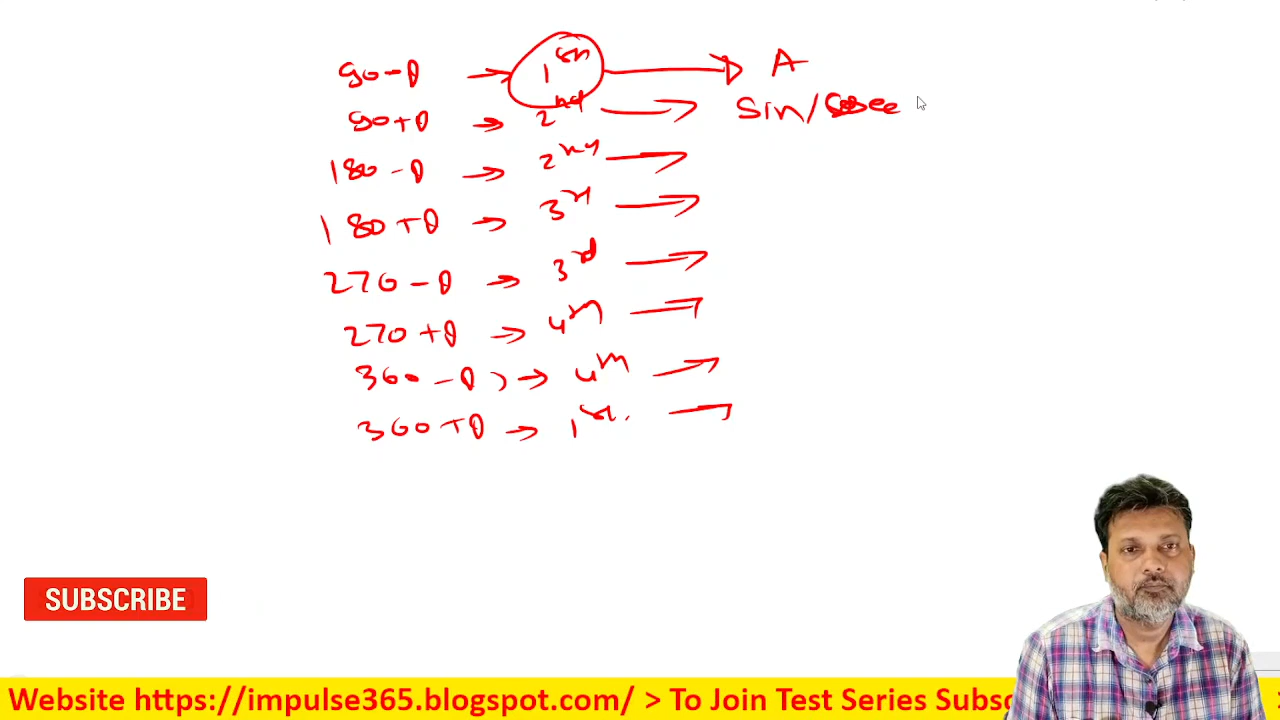 90-θ → 1st → A
90+θ → 2nd → Sin/Cosec
180-θ → 2nd →
180+θ → 3rd →
270-θ → 3rd →
270+θ → 4th →
360-θ) → 4th →
360+θ → 1st. →
SUBSCRIBE
Website https://impulse365.blogspot.com/ > To Join Test Series Subsc